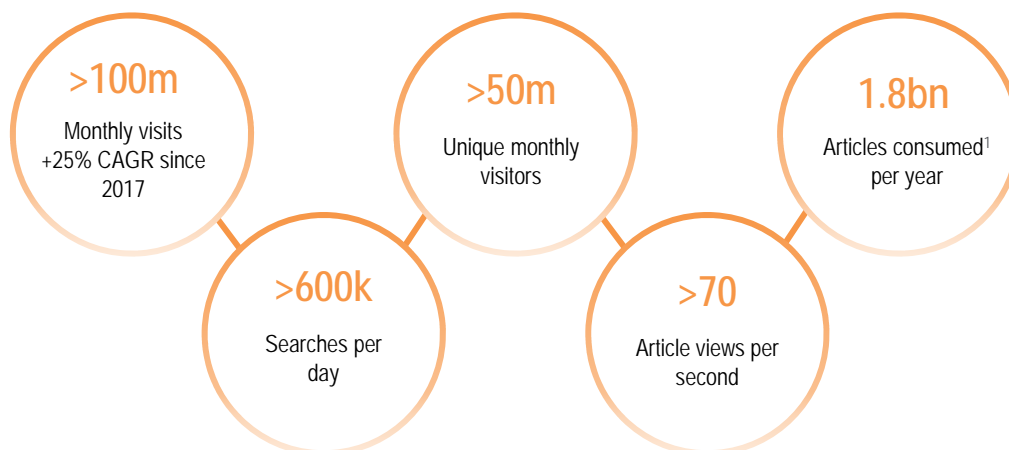 >100m
Monthly visits
+25% CAGR since
2017
>600k
Searches per
day
>50m
Unique monthly
visitors
>70
Article views per
second
1.8bn
Articles consumed¹
per year